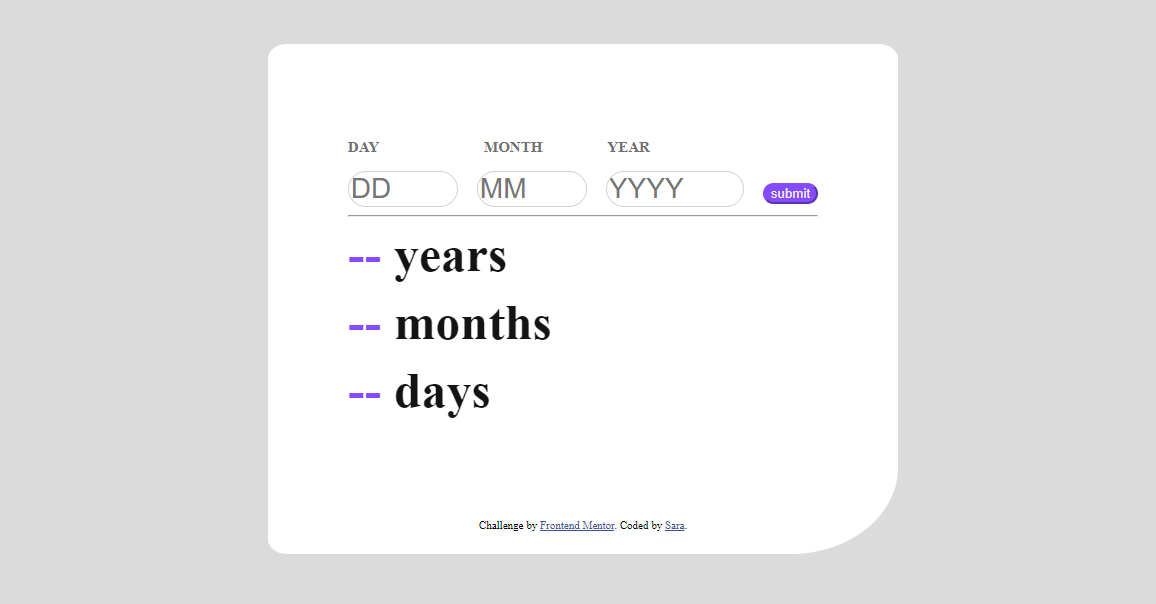 DAY MONTH YEAR
DD MM YYYY submit
-- years
-- months
-- days
Challenge by Frontend Mentor. Coded by Sara.